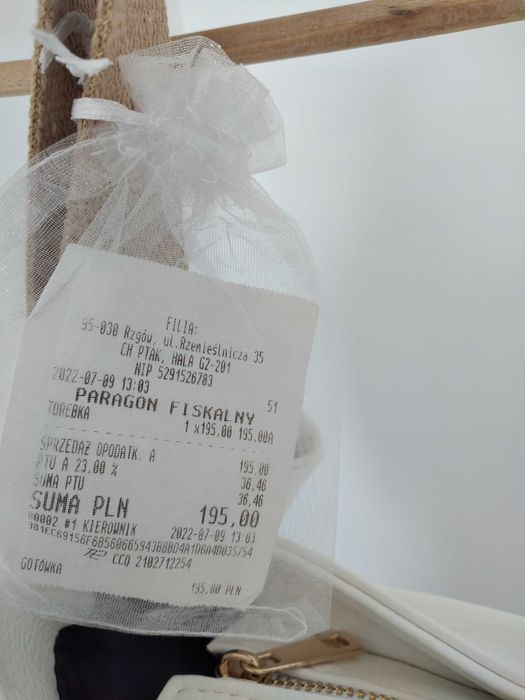 FILIA:
95-030 Rzgów, ul.Rzemieślnicza 35
CH PTAK, HALA G2-201
NIP 5291526783
2022-07-09 13:03
51
PARAGON FISKALNY
TOREBKA
1 x195.00 195.00A
SPRZEDAŻ OPODATK. A
195.00
PTU A 23,00 %
36,46
SUMA PTU
36,46
SUMA PLN
195,00
00002 #1 KIEROWNIK
2022-07-09 13:03
CCO 2102712254
GOTÓWKA
195,00 PLN